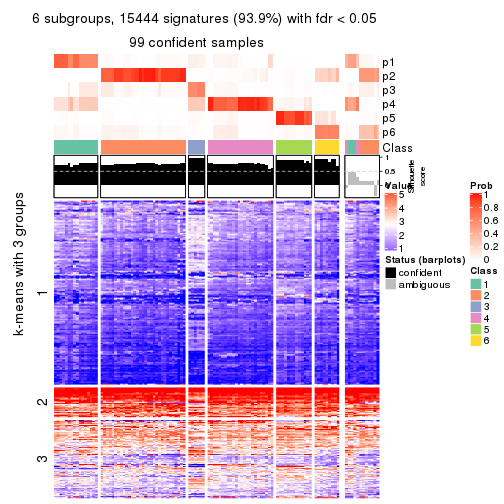 6 subgroups, 15444 signatures (93.9%) with fdr < 0.05
99 confident samples
p1
p2
p3
p4
p5
p6
Class
1
0.5
0
Silhouette
score
k-means with 3 groups
1
2
3
Value
5
4
3
2
1
Status (barplots)
confident
ambiguous
Prob
1
0.8
0.6
0.4
0.2
0
Class
1
2
3
4
5
6